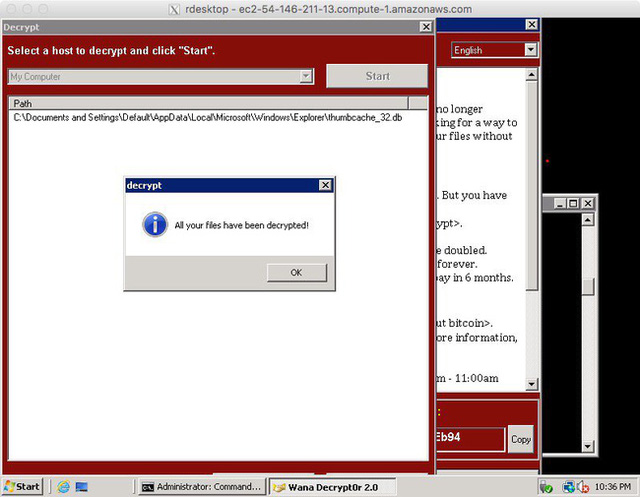 rdesktop - ec2-54-146-211-13.compute-1.amazonaws.com
Decrypt
Select a host to decrypt and click "Start".
My Computer
Start
Path
C:\Documents and Settings\Default\AppData\Local\Microsoft\Windows\Explorer\thumbcache_32.db
decrypt
All your files have been decrypted!
OK
English
no longer
king for a way to
ur files without
. But you have
ypt>.
e doubled.
forever.
pay in 6 months.
ut bitcoin>.
ore information,
m - 11:00am
:
Eb94
Copy
Start
Administrator: Command...
Wana Decrypt0r 2.0
10:36 PM